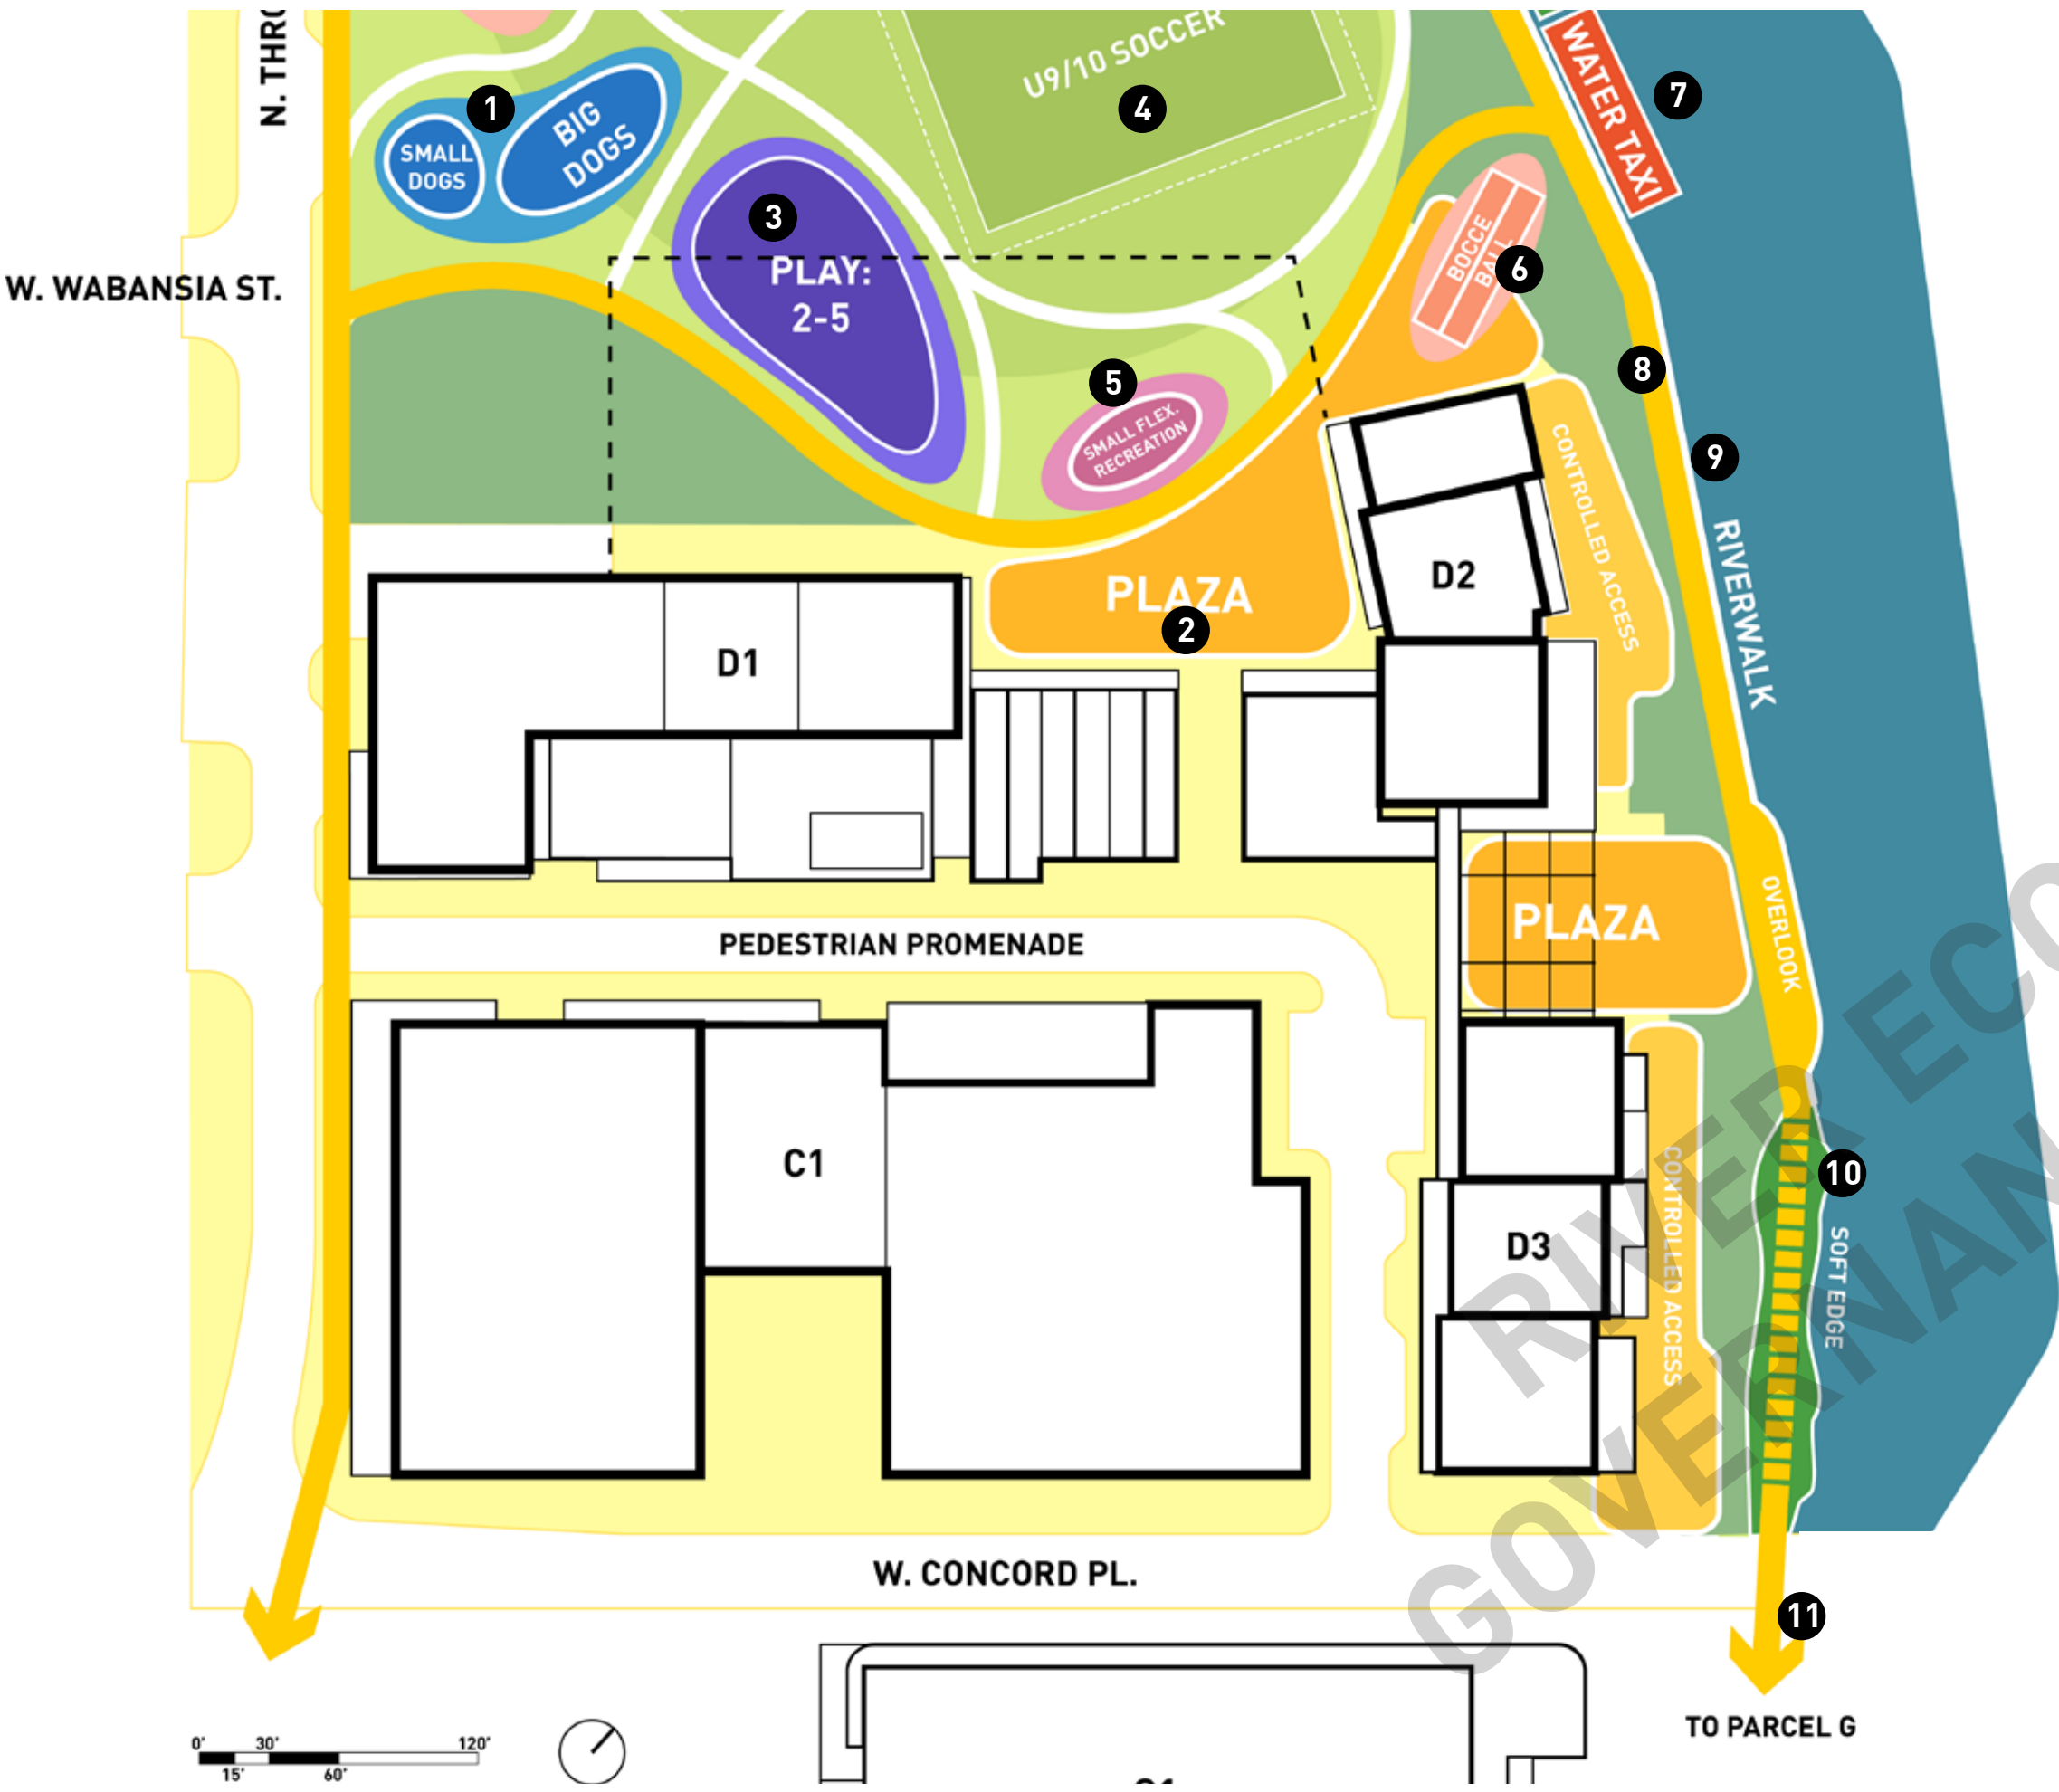 N. THRO
U9/10 SOCCER
WATER TAXI
1
4
7
BIG
DOGS
SMALL
DOGS
3
PLAY:
2-5
BOCCE
BALL
6
W. WABANSIA ST.
5
SMALL FLEX.
RECREATION
8
9
CONTROLLED ACCESS
RIVERWALK
D2
PLAZA
2
D1
PLAZA
OVERLOOK
PEDESTRIAN PROMENADE
C1
D3
CONTROLLED ACCESS
10
SOFT EDGE
RIVER ECO
GOVERNAN
W. CONCORD PL.
11
TO PARCEL G
0' 30' 120'
15' 60'